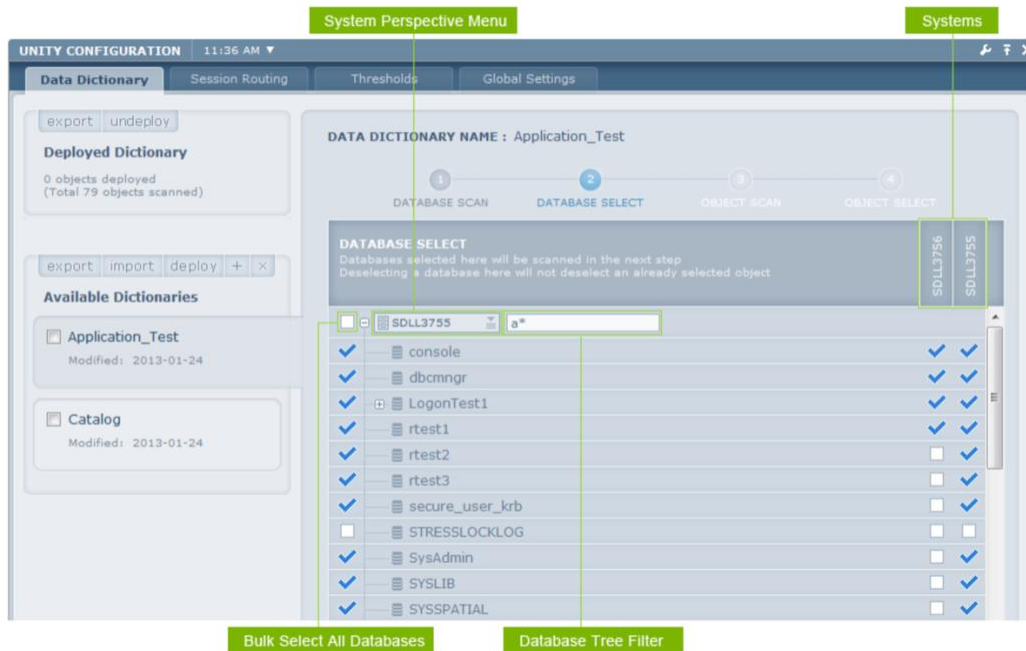 System Perspective Menu
Systems
UNITY CONFIGURATION 11:36 AM ▼
Data Dictionary Session Routing Thresholds Global Settings
export undeploy
Deployed Dictionary
0 objects deployed
(Total 79 objects scanned)
export import deploy + ×
Available Dictionaries
Application_Test
Modified: 2013-01-24
Catalog
Modified: 2013-01-24
DATA DICTIONARY NAME : Application_Test
1 2 3 4
DATABASE SCAN DATABASE SELECT OBJECT SCAN OBJECT SELECT
DATABASE SELECT
Databases selected here will be scanned in the next step
Deselecting a database here will not deselect an already selected object
SDLL3756
SDLL3755
SDLL3755 a*
console
dbcmngr
LogonTest1
rtest1
rtest2
rtest3
secure_user_krb
STRESSLOCKLOG
SysAdmin
SYSLIB
SYSSPATIAL
Bulk Select All Databases
Database Tree Filter